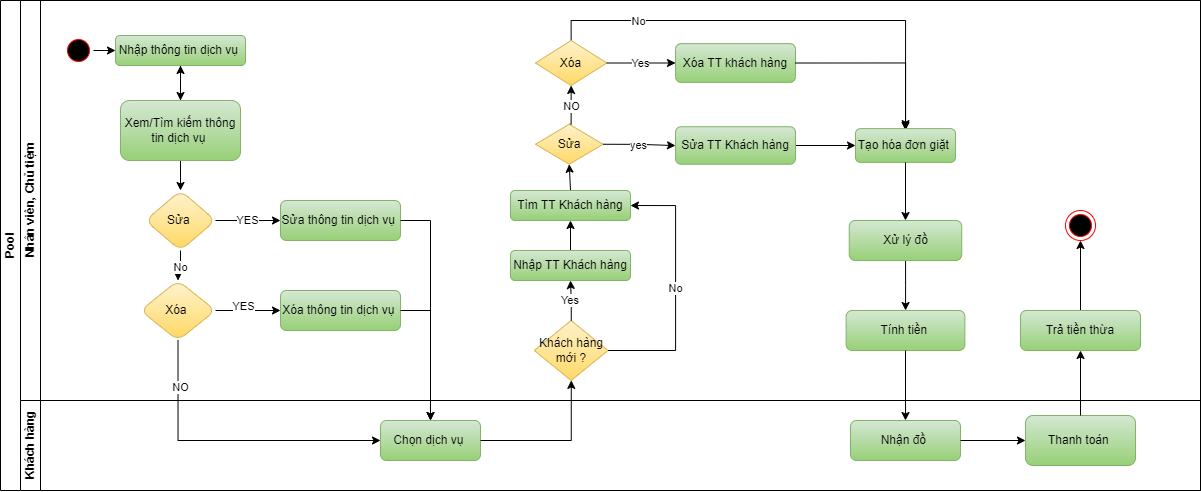 Pool
Nhân viên, Chủ tiệm
Khách hàng
Nhập thông tin dịch vụ
Xem/Tìm kiếm thông
tin dịch vụ
Sửa
YES
Sửa thông tin dịch vụ
No
Xóa
YES
Xóa thông tin dịch vụ
NO
Chọn dịch vụ
Khách hàng
mới ?
Yes
No
Nhập TT Khách hàng
Tìm TT Khách hàng
Sửa
yes
Sửa TT Khách hàng
NO
Xóa
Yes
Xóa TT khách hàng
No
Tạo hóa đơn giặt
Xử lý đồ
Tính tiền
Nhận đồ
Thanh toán
Trả tiền thừa